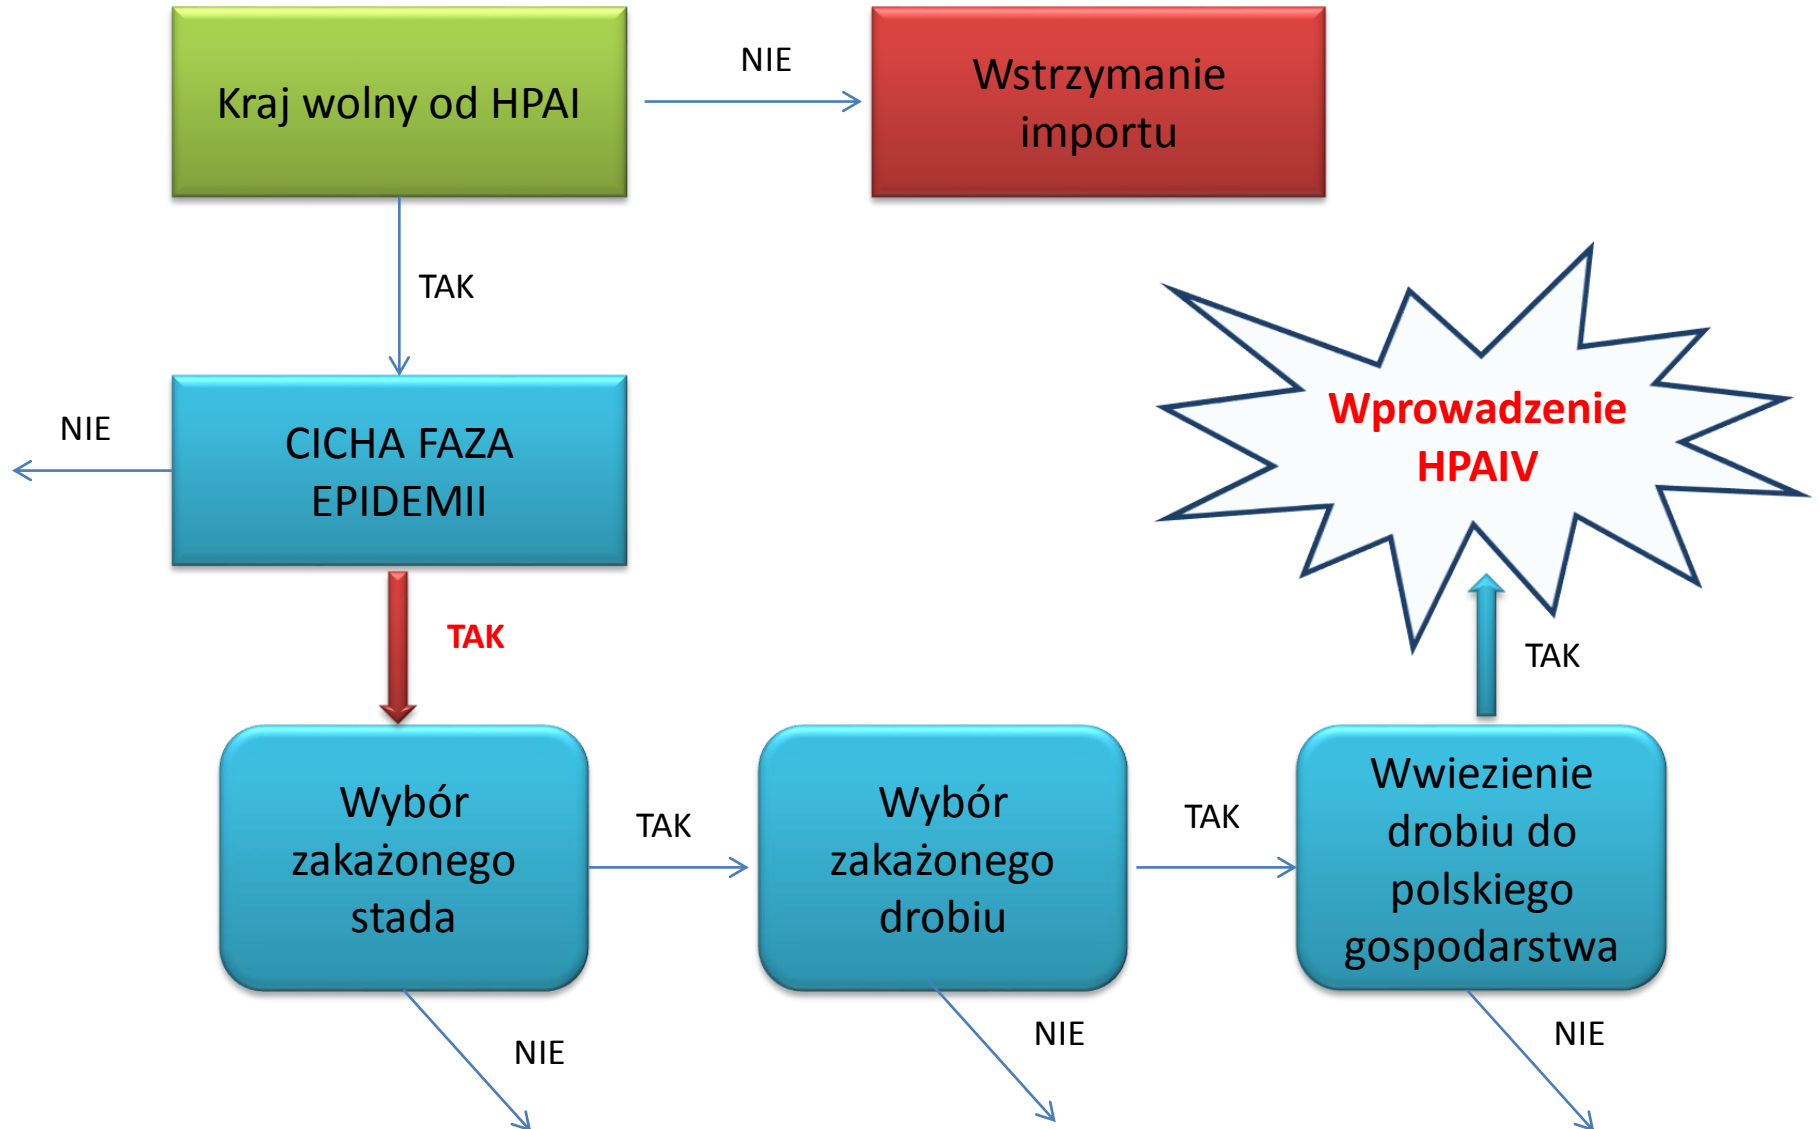 Kraj wolny od HPAI
NIE
Wstrzymanie
importu
TAK
NIE
CICHA FAZA
EPIDEMII
Wprowadzenie
HPAIV
TAK
TAK
Wybór
zakażonego
stada
TAK
Wybór
zakażonego
drobiu
TAK
Wwiezienie
drobiu do
polskiego
gospodarstwa
NIE
NIE
NIE